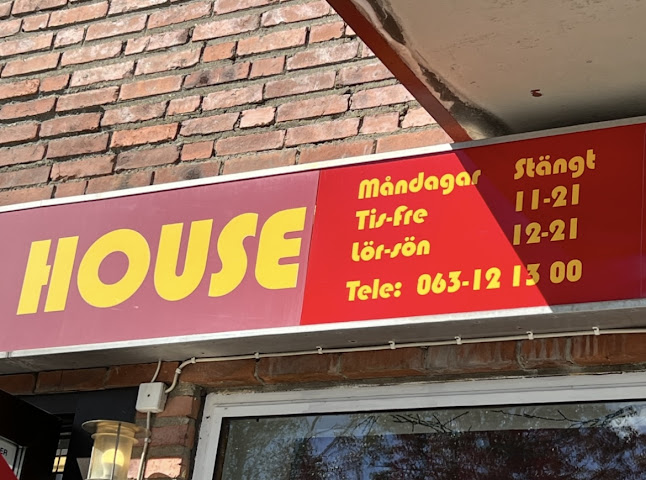 HOUSE
Måndagar Stängt
Tis-Fre 11-21
Lör-sön 12-21
Tele: 063-12 13 00